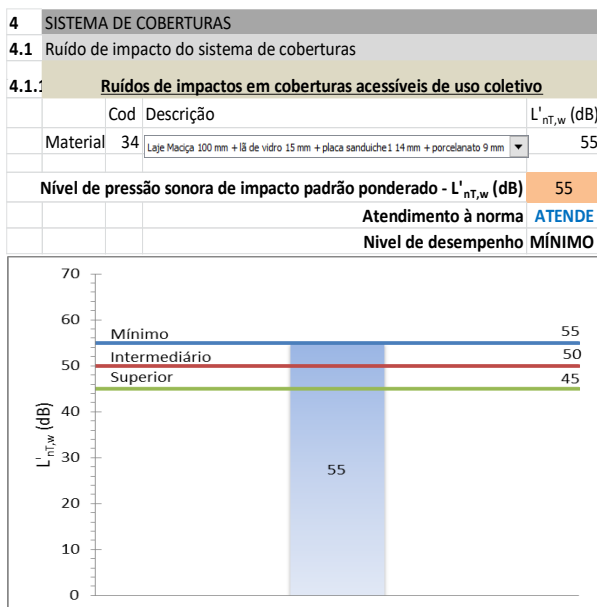 4 SISTEMA DE COBERTURAS
4.1 Ruído de impacto do sistema de coberturas
4.1.1 Ruídos de impactos em coberturas acessíveis de uso coletivo
Cod Descrição L'nT,w (dB)
Material 34 Laje Maciça 100 mm + lã de vidro 15 mm + placa sanduiche1 14 mm + porcelanato 9 mm 55
Nível de pressão sonora de impacto padrão ponderado - L'nT,w (dB) 55
Atendimento à norma ATENDE
Nivel de desempenho MÍNIMO
70
60
Mínimo 55
50
Intermediário 50
Superior 45
40
L'nT,w (dB)
30
55
20
10
0